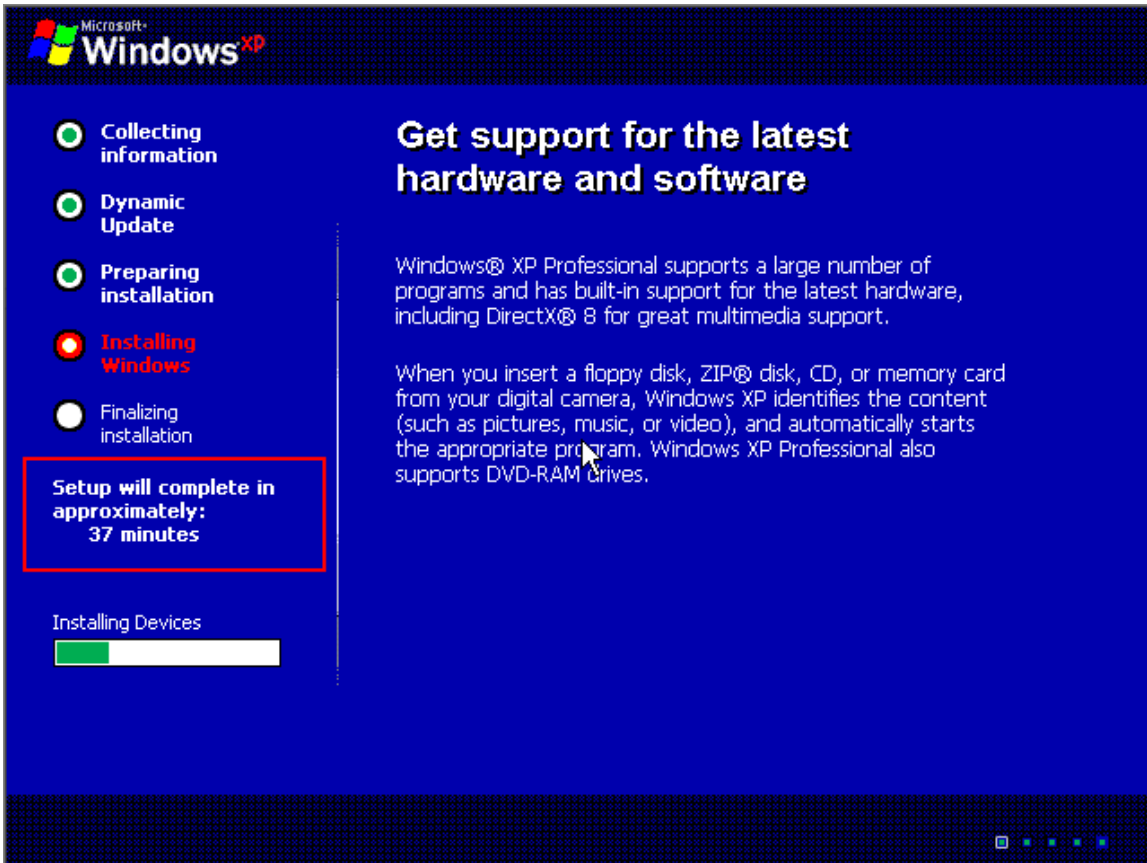 Microsoft®
Windows xp
Collecting
information
Dynamic
Update
Preparing
installation
Installing
Windows
Finalizing
installation
Setup will complete in
approximately:
37 minutes
Installing Devices
Get support for the latest
hardware and software
Windows® XP Professional supports a large number of
programs and has built-in support for the latest hardware,
including DirectX® 8 for great multimedia support.
When you insert a floppy disk, ZIP® disk, CD, or memory card
from your digital camera, Windows XP identifies the content
(such as pictures, music, or video), and automatically starts
the appropriate program. Windows XP Professional also
supports DVD-RAM drives.